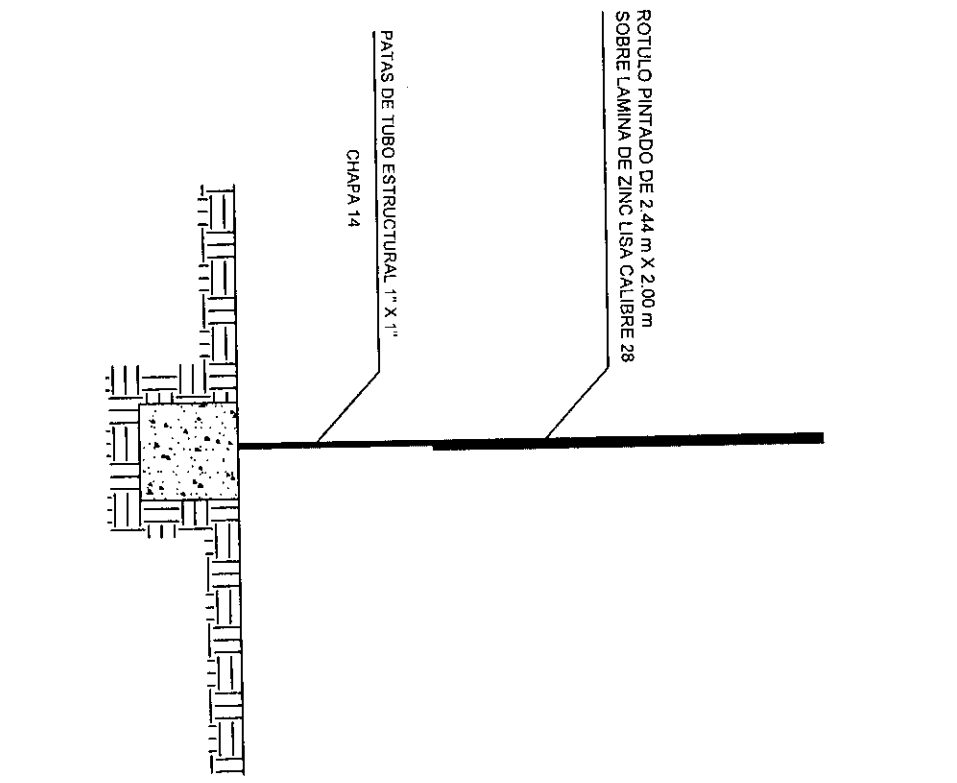 ROTULO PINTADO DE 2.44 m X 2.00 m
SOBRE LAMINA DE ZINC LISA CALIBRE 28
PATAS DE TUBO ESTRUCTURAL 1" X 1"
CHAPA 14